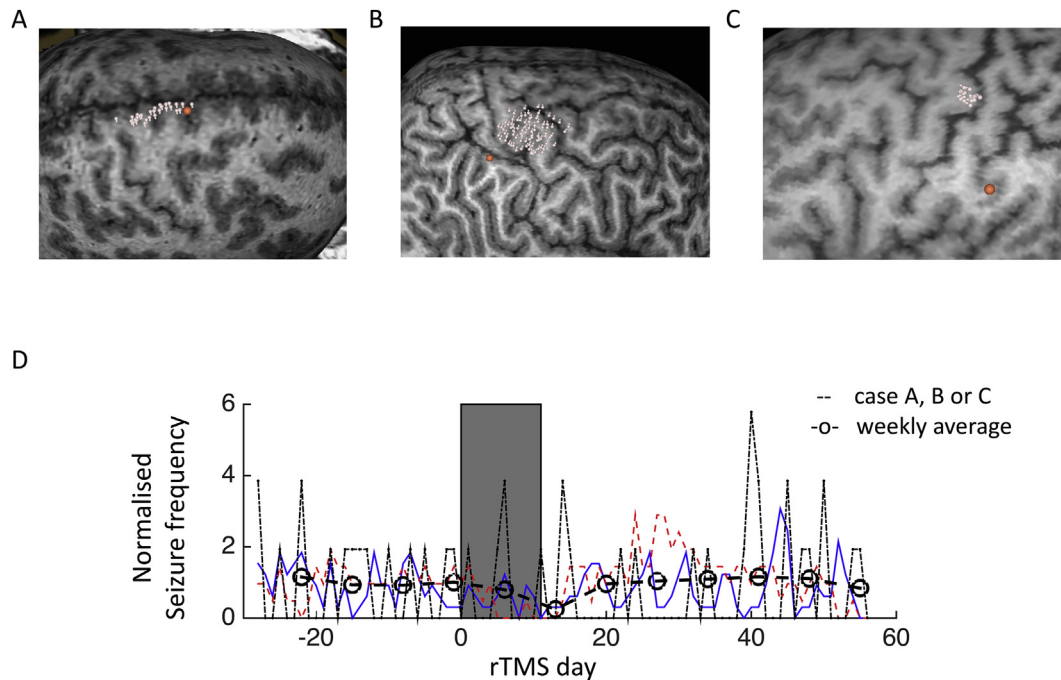 A
B
C
D
Normalised
Seizure frequency
6
4
2
0
-- case A, B or C
-o- weekly average
-20 0 20 40 60
rTMS day